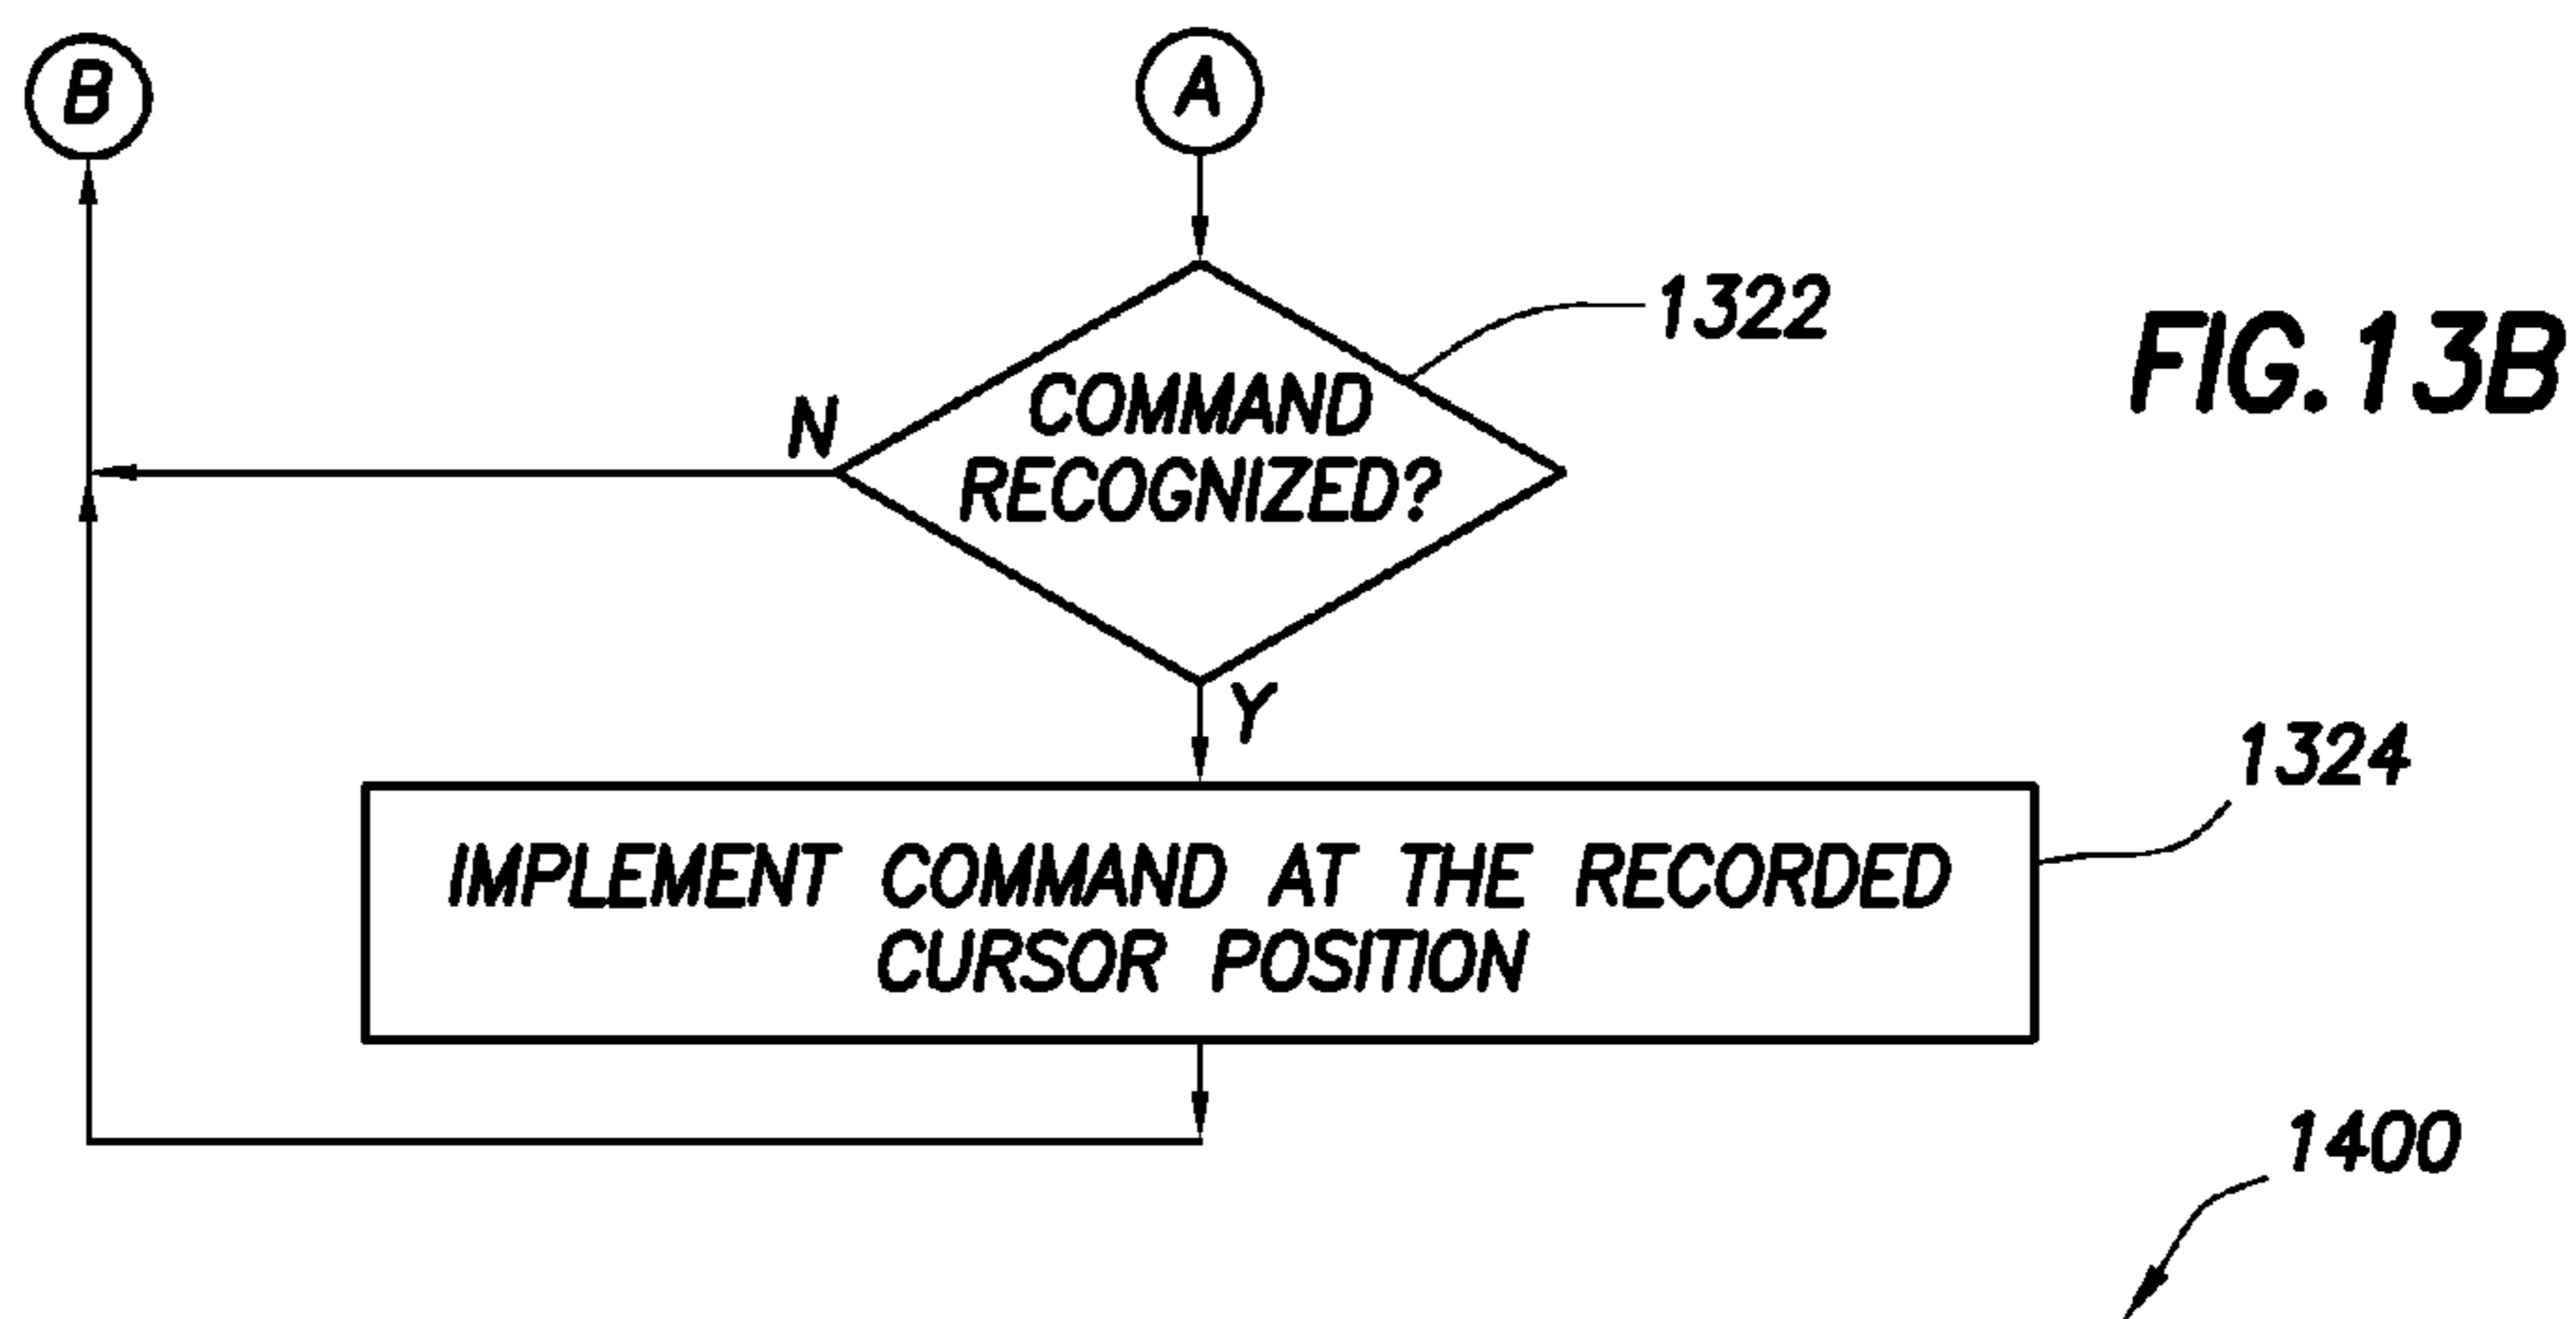 B
A
1322
FIG.13B
N
COMMAND
RECOGNIZED?
Y
1324
IMPLEMENT COMMAND AT THE RECORDED
CURSOR POSITION
1400